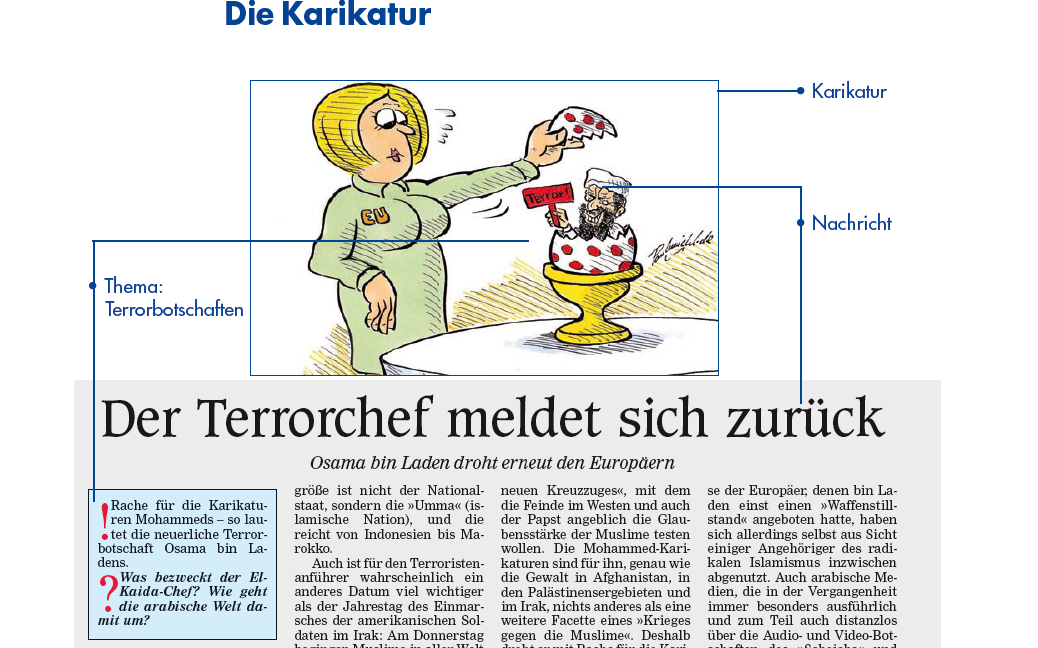 Die Karikatur
Karikatur
EU
Terror!
Nachricht
Thema:
Terrorbotschaften
Der Terrorchef meldet sich zurück
Osama bin Laden droht erneut den Europäern
! Rache für die Karikatu-
ren Mohammeds – so lau-
tet die neuerliche Terror-
botschaft Osama bin La-
dens.
? Was bezweckt der El-
Kaida-Chef? Wie geht
die arabische Welt da-
mit um?
größe ist nicht der National-
staat, sondern die »Umma« (is-
lamische Nation), und die
reicht von Indonesien bis Ma-
rokko.
Auch ist für den Terroristen-
anführer wahrscheinlich ein
anderes Datum viel wichtiger
als der Jahrestag des Einmar-
sches der amerikanischen Sol-
daten im Irak: Am Donnerstag
neuen Kreuzzuges«, mit dem
die Feinde im Westen und auch
der Papst angeblich die Glau-
bensstärke der Muslime testen
wollen. Die Mohammed-Kari-
katuren sind für ihn, genau wie
die Gewalt in Afghanistan, in
den Palästinensergebieten und
im Irak, nichts anderes als eine
weitere Facette eines »Krieges
gegen die Muslime«. Deshalb
se der Europäer, denen bin La-
den einst einen »Waffenstill-
stand« angeboten hatte, haben
sich allerdings selbst aus Sicht
einiger Angehöriger des radi-
kalen Islamismus inzwischen
abgenutzt. Auch arabische Me-
dien, die in der Vergangenheit
immer besonders ausführlich
und zum Teil auch distanzlos
über die Audio- und Video-Bot-